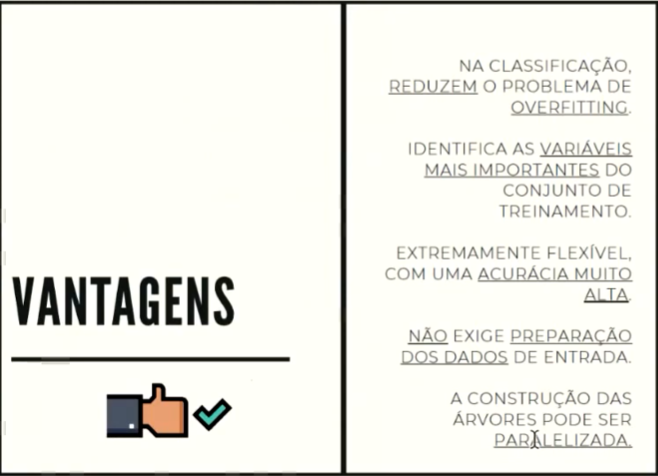 VANTAGENS
NA CLASSIFICAÇÃO,
REDUZEM O PROBLEMA DE
OVERFITTING.
IDENTIFICA AS VARIÁVEIS
MAIS IMPORTANTES DO
CONJUNTO DE
TREINAMENTO.
EXTREMAMENTE FLEXÍVEL,
COM UMA ACURÁCIA MUITO
ALTA.
NÃO EXIGE PREPARAÇÃO
DOS DADOS DE ENTRADA.
A CONSTRUÇÃO DAS
ÁRVORES PODE SER
PARALELIZADA.